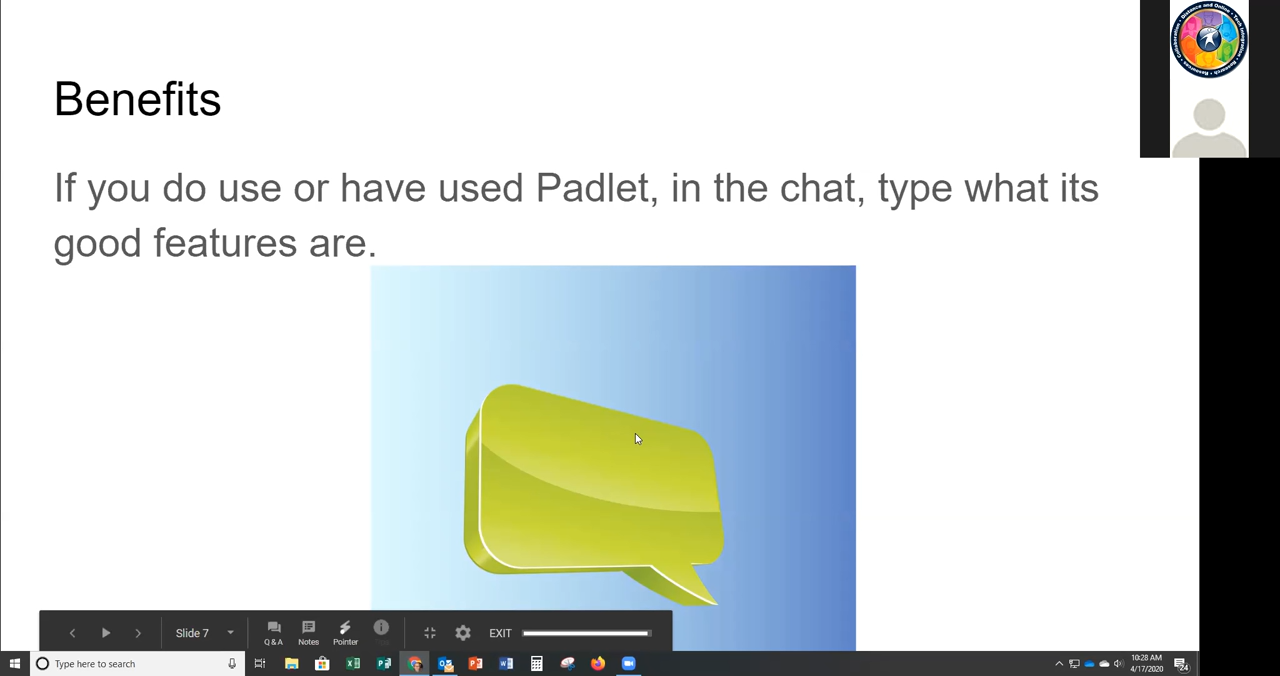 Benefits
If you do use or have used Padlet, in the chat, type what its
good features are.
Slide 7
Q&A
Notes
Pointer
EXIT
Type here to search
10:28 AM
4/17/2020
24